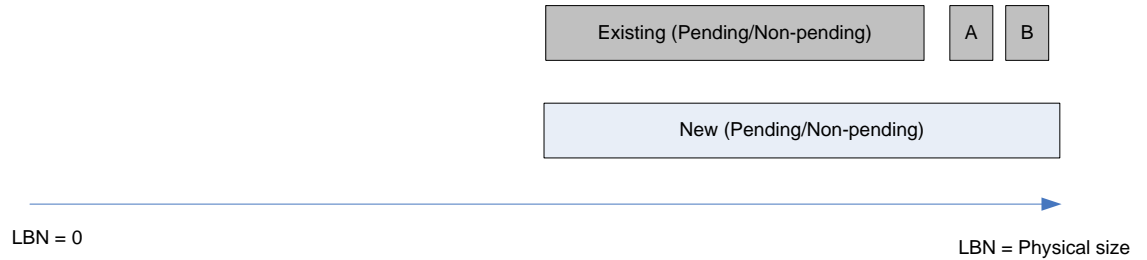 Existing (Pending/Non-pending)
A
B
New (Pending/Non-pending)
LBN = 0
LBN = Physical size